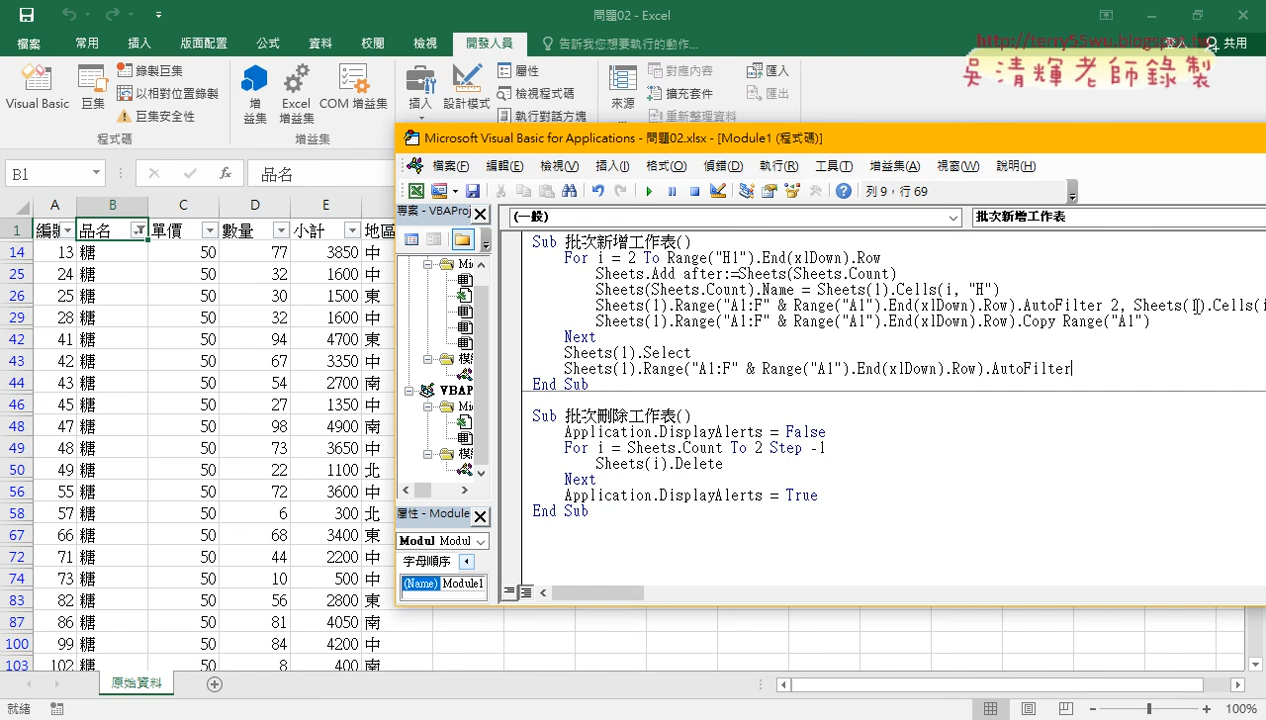 問題02 - Excel
http://terry55wu.blogspot.tw
吳清輝老師錄製
檔案 常用 插入 版面配置 公式 資料 校閱 檢視 開發人員 告訴我您想要執行的動作... 登入 共用
Visual Basic 巨集 錄製巨集 以相對位置錄製 巨集安全性 程式碼
增益集 Excel 增益集 COM 增益集 增益集
插入 設計模式 屬性 檢視程式碼 執行對話方塊
來源 對應內容 擴充套件 重新整理資料 匯入 匯出
B1 fx 品名
A B C D E
1 編號 品名 單價 數量 小計 地區
14 13 糖 50 77 3850 中
25 24 糖 50 32 1600 中
26 25 糖 50 30 1500 東
29 28 糖 50 32 1600 中
42 41 糖 50 94 4700 東
43 42 糖 50 67 3350 中
44 43 糖 50 54 2700 南
46 45 糖 50 27 1350 中
48 47 糖 50 98 4900 南
49 48 糖 50 73 3650 中
50 49 糖 50 22 1100 北
56 55 糖 50 72 3600 中
58 57 糖 50 6 300 北
67 66 糖 50 68 3400 東
72 71 糖 50 44 2200 中
74 73 糖 50 10 500 中
83 82 糖 50 56 2800 東
87 86 糖 50 81 4050 南
100 99 糖 50 84 4200 中
103 102 糖 50 8 400 南
原始資料
就緒
100%
Microsoft Visual Basic for Applications - 問題02.xlsx - [Module1 (程式碼)]
檔案(F) 編輯(E) 檢視(V) 插入(I) 格式(O) 偵錯(D) 執行(R) 工具(T) 增益集(A) 視窗(W) 說明(H)
列 9，行 69
專案 - VBAProj
屬性 - Module
Modul Modul
字母順序
(Name) Module1
(一般) 批次新增工作表
Sub 批次新增工作表()
For i = 2 To Range("H1").End(xlDown).Row
Sheets.Add after:=Sheets(Sheets.Count)
Sheets(Sheets.Count).Name = Sheets(1).Cells(i, "H")
Sheets(1).Range("A1:F" & Range("A1").End(xlDown).Row).AutoFilter 2, Sheets(1).Cells(i
Sheets(1).Range("A1:F" & Range("A1").End(xlDown).Row).Copy Range("A1")
Next
Sheets(1).Select
Sheets(1).Range("A1:F" & Range("A1").End(xlDown).Row).AutoFilter
End Sub
Sub 批次刪除工作表()
Application.DisplayAlerts = False
For i = Sheets.Count To 2 Step -1
Sheets(i).Delete
Next
Application.DisplayAlerts = True
End Sub